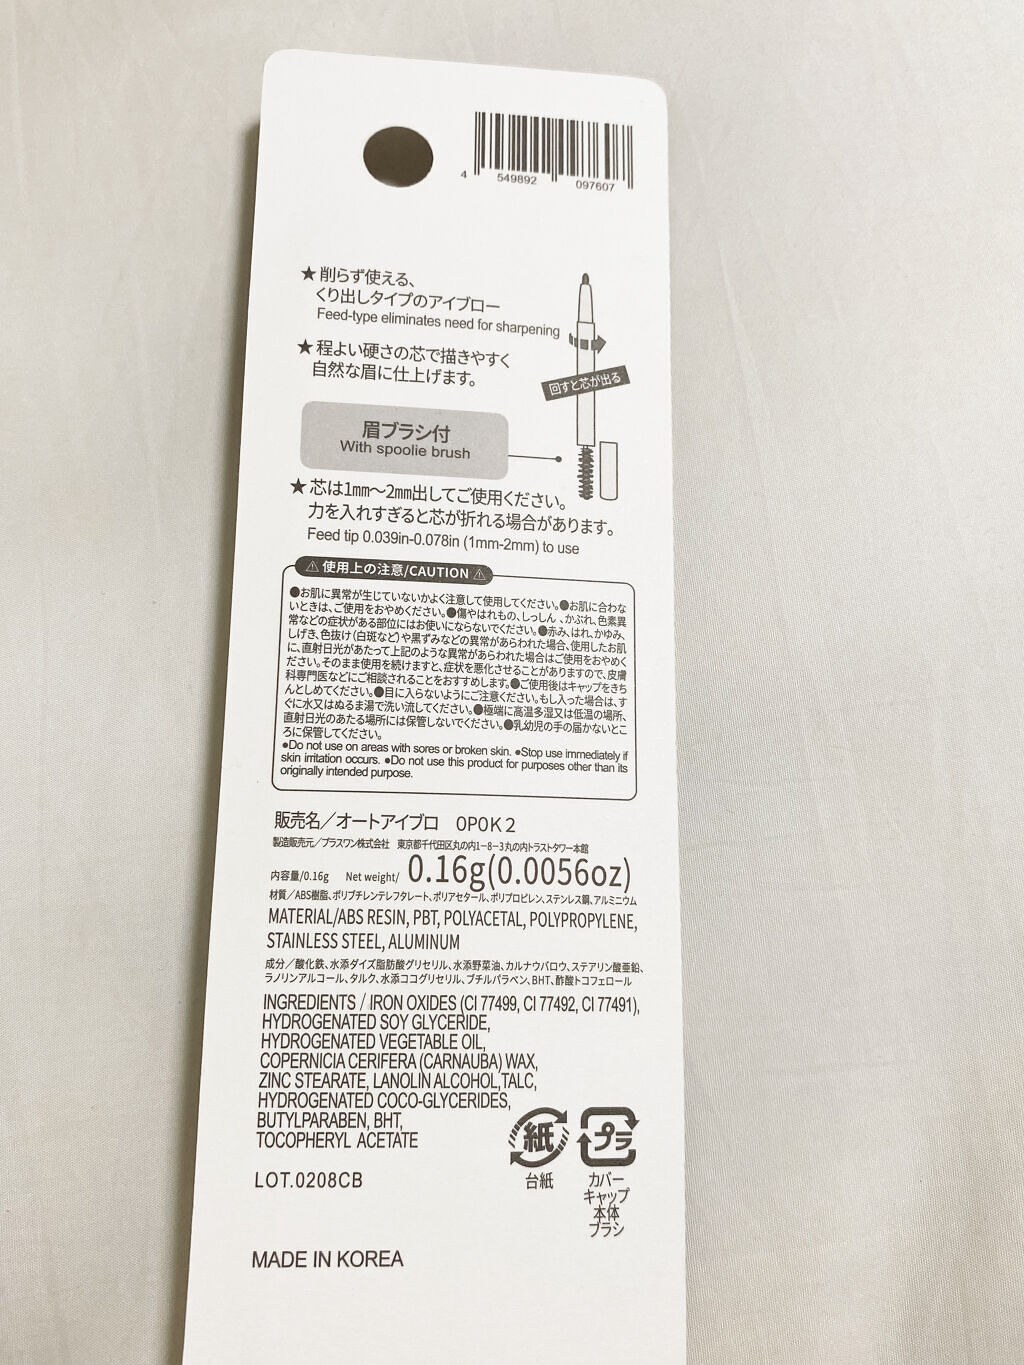 4 549892 097607
★削らず使える、
くり出しタイプのアイブロー
Feed-type eliminates need for sharpening
★程よい硬さの芯で描きやすく
自然な眉に仕上げます。
回すと芯が出る
眉ブラシ付
With spoolie brush
★芯は1mm～2mm出してご使用ください。
力を入れすぎると芯が折れる場合があります。
Feed tip 0.039in-0.078in (1mm-2mm) to use
⚠使用上の注意/CAUTION⚠
●お肌に異常が生じていないかよく注意して使用してください。●お肌に合わな
いときは、ご使用をおやめください。●傷やはれもの、しっしん、かぶれ、色素異
常などの症状がある部位にはお使いにならないでください。●赤み、はれ、かゆみ、
しげき、色抜け(白斑など)や黒ずみなどの異常があらわれた場合、使用したお肌
に、直射日光があたって上記のような異常があらわれた場合はご使用をおやめく
ださい。そのまま使用を続けますと、症状を悪化させることがありますので、皮膚
科専門医などにご相談されることをおすすめします。●ご使用後はキャップをきち
んとしめてください。●目に入らないようにご注意ください。もし入った場合は、す
ぐに水又はぬるま湯で洗い流してください。●極端に高温多湿又は低温の場所、
直射日光のあたる場所には保管しないでください。●乳幼児の手の届かないとこ
ろに保管してください。
●Do not use on areas with sores or broken skin. ●Stop use immediately if
skin irritation occurs. ●Do not use this product for purposes other than its
originally intended purpose.
販売名／オートアイブロ OPOK2
製造販売元／プラスワン株式会社 東京都千代田区丸の内1-8-3丸の内トラストタワー本館
内容量/0.16g Net weight/ 0.16g(0.0056oz)
材質／ABS樹脂、ポリブチレンテレフタレート、ポリアセタール、ポリプロピレン、ステンレス鋼、アルミニウム
MATERIAL/ABS RESIN, PBT, POLYACETAL, POLYPROPYLENE,
STAINLESS STEEL, ALUMINUM
成分／酸化鉄、水添ダイズ脂肪酸グリセリル、水添野菜油、カルナウバロウ、ステアリン酸亜鉛、
ラノリンアルコール、タルク、水添ココグリセリル、ブチルパラベン、BHT、酢酸トコフェロール
INGREDIENTS / IRON OXIDES (CI 77499, CI 77492, CI 77491),
HYDROGENATED SOY GLYCERIDE,
HYDROGENATED VEGETABLE OIL,
COPERNICIA CERIFERA (CARNAUBA) WAX,
ZINC STEARATE, LANOLIN ALCOHOL,TALC,
HYDROGENATED COCO-GLYCERIDES,
BUTYLPARABEN, BHT,
TOCOPHERYL ACETATE
紙
台紙
プラ
カバー
キャップ
本体
ブラシ
LOT.0208CB
MADE IN KOREA